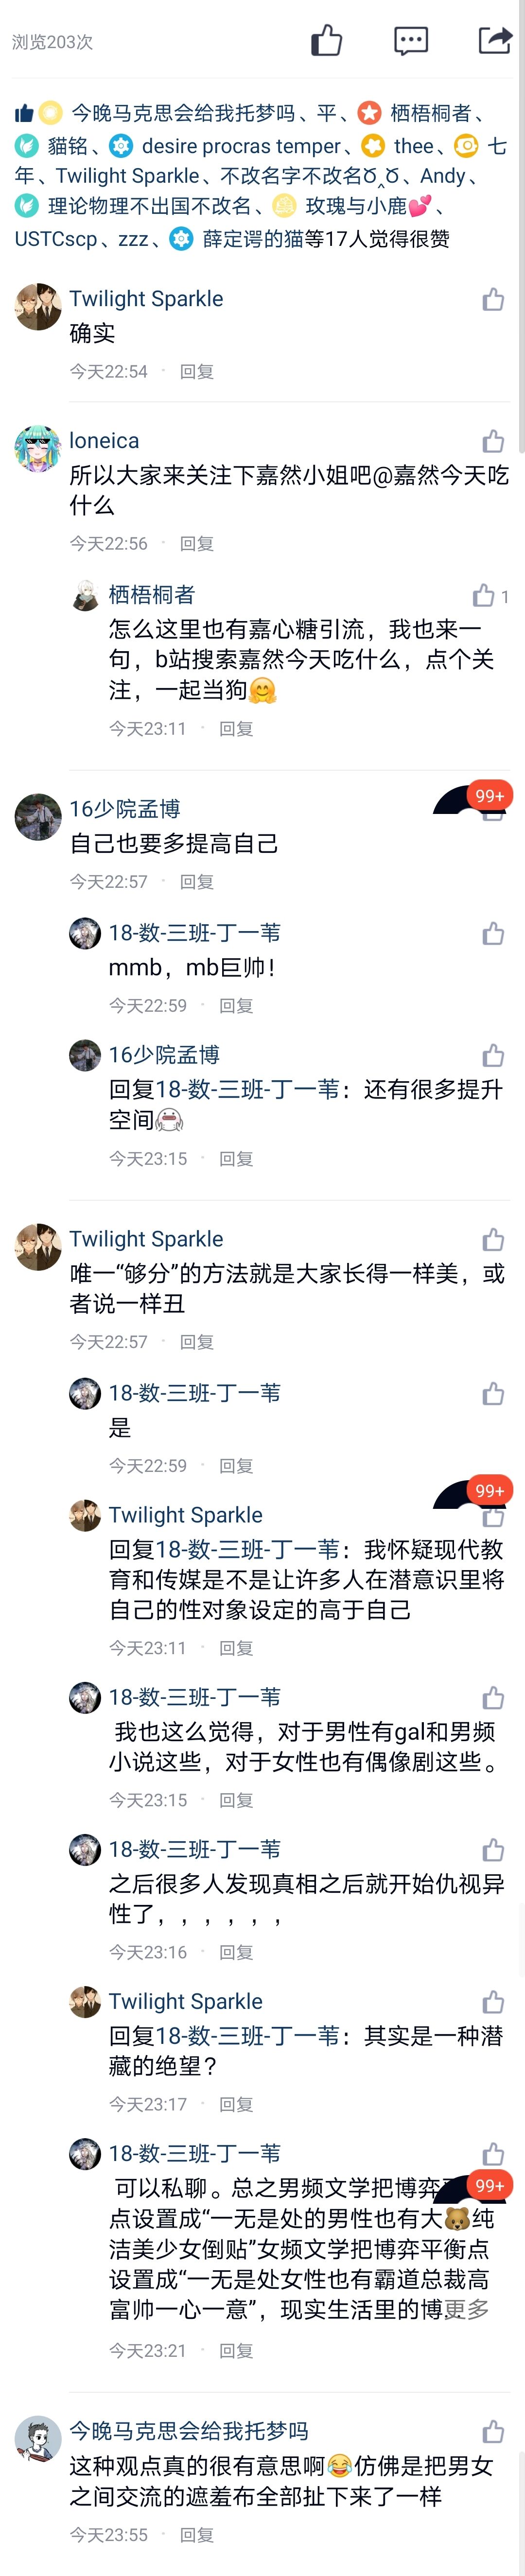 浏览203次
今晚马克思会给我托梦吗、平、栖梧桐者、
貓铭、desire procras temper、thee、七
年、Twilight Sparkle、不改名字不改名Ծ‸Ծ、Andy、
理论物理不出国不改名、玫瑰与小鹿💕、
USTCscp、zzz、薛定谔的猫等17人觉得很赞
Twilight Sparkle
确实
今天22:54 · 回复
loneica
所以大家来关注下嘉然小姐吧@嘉然今天吃
什么
今天22:56 · 回复
栖梧桐者
1
怎么这里也有嘉心糖引流，我也来一
句，b站搜索嘉然今天吃什么，点个关
注，一起当狗🤗
今天23:11 · 回复
99+
16少院孟博
自己也要多提高自己
今天22:57 · 回复
18-数-三班-丁一苇
mmb，mb巨帅！
今天22:59 · 回复
16少院孟博
回复18-数-三班-丁一苇：还有很多提升
空间
今天23:15 · 回复
Twilight Sparkle
唯一“够分”的方法就是大家长得一样美，或
者说一样丑
今天22:57 · 回复
18-数-三班-丁一苇
是
今天22:59 · 回复
99+
Twilight Sparkle
回复18-数-三班-丁一苇：我怀疑现代教
育和传媒是不是让许多人在潜意识里将
自己的性对象设定的高于自己
今天23:11 · 回复
18-数-三班-丁一苇
我也这么觉得，对于男性有gal和男频
小说这些，对于女性也有偶像剧这些。
今天23:15 · 回复
18-数-三班-丁一苇
之后很多人发现真相之后就开始仇视异
性了，，，，，，
今天23:16 · 回复
Twilight Sparkle
回复18-数-三班-丁一苇：其实是一种潜
藏的绝望？
今天23:17 · 回复
18-数-三班-丁一苇
99+
可以私聊。总之男频文学把博弈
点设置成“一无是处的男性也有大🐻纯
洁美少女倒贴”女频文学把博弈平衡点
设置成“一无是处女性也有霸道总裁高
富帅一心一意”，现实生活里的博.更多
今天23:21 · 回复
今晚马克思会给我托梦吗
这种观点真的很有意思啊😂仿佛是把男女
之间交流的遮羞布全部扯下来了一样
今天23:55 · 回复